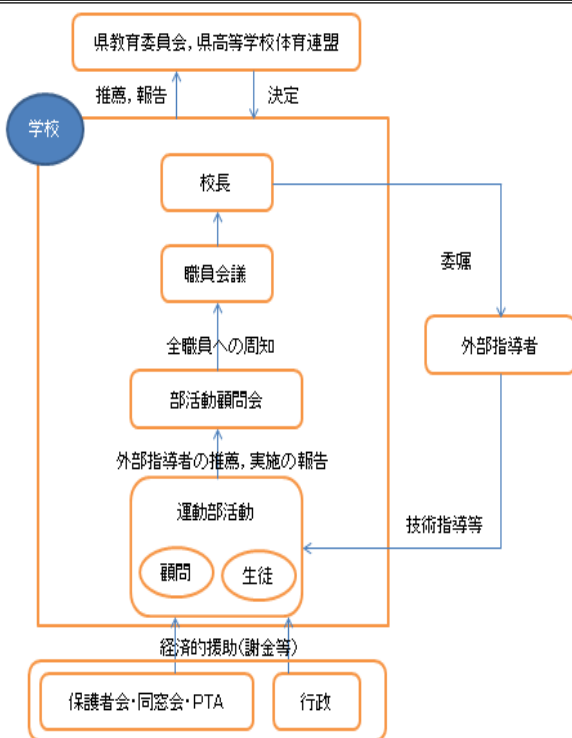 県教育委員会，県高等学校体育連盟
推薦，報告
決定
学校
校長
委嘱
職員会議
外部指導者
全職員への周知
部活動顧問会
外部指導者の推薦，実施の報告
運動部活動
技術指導等
顧問
生徒
経済的援助(謝金等)
保護者会・同窓会・PTA
行政